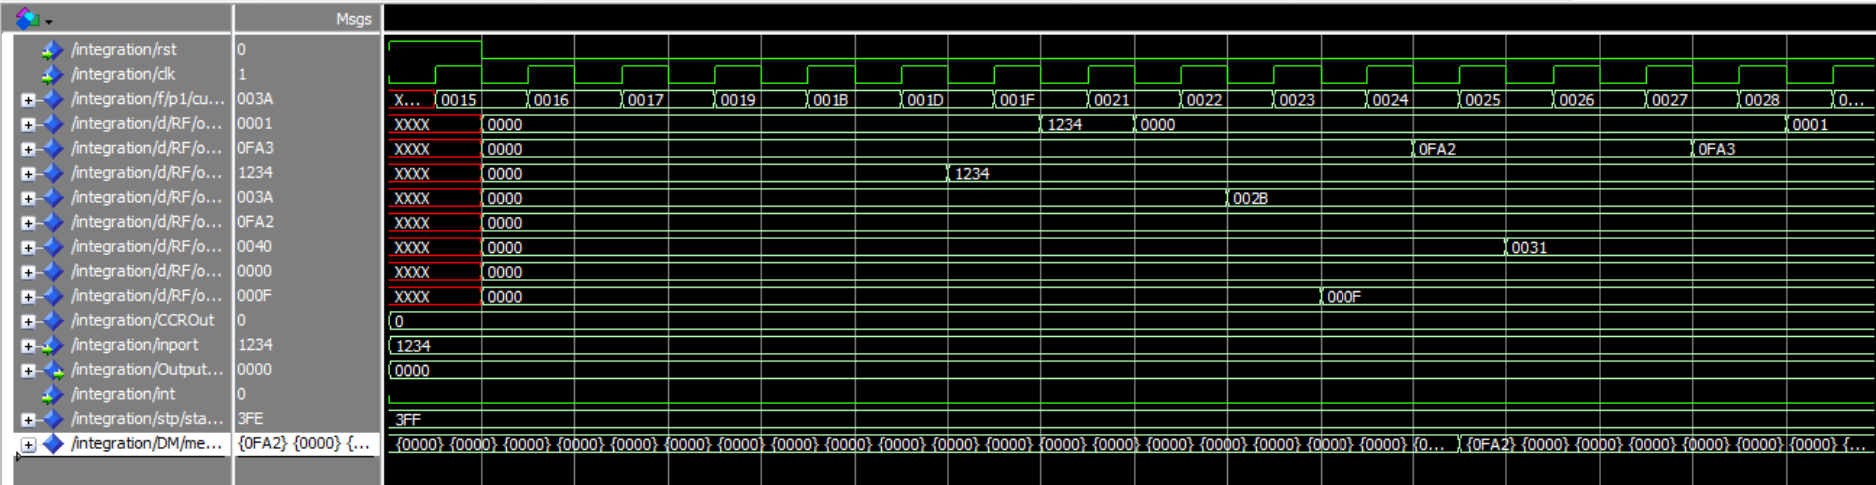 Msgs
/integration/rst 0
/integration/clk 1
/integration/f/p1/cu... 003A X... 0015 0016 0017 0019 001B 001D 001F 0021 0022 0023 0024 0025 0026 0027 0028 0...
/integration/d/RF/o... 0001 XXXX 0000 1234 0000 0001
/integration/d/RF/o... 0FA3 XXXX 0000 0FA2 0FA3
/integration/d/RF/o... 1234 XXXX 0000 1234
/integration/d/RF/o... 003A XXXX 0000 002B
/integration/d/RF/o... 0FA2 XXXX 0000
/integration/d/RF/o... 0040 XXXX 0000 0031
/integration/d/RF/o... 0000 XXXX 0000
/integration/d/RF/o... 000F XXXX 0000 000F
/integration/CCROut 0 0
/integration/inport 1234 1234
/integration/Output... 0000 0000
/integration/int 0
/integration/stp/sta... 3FE 3FF
/integration/DM/me... {0FA2} {0000} {... {0000} {0000} {0000} {0000} {0000} {0000} {0000} {0000} {0000} {0000} {0000} {0000} {0000} {0000} {0000} {0000} {0000} {0000} {0000} {0... {0FA2} {0000} {0000} {0000} {0000} {0000} {0000} {...